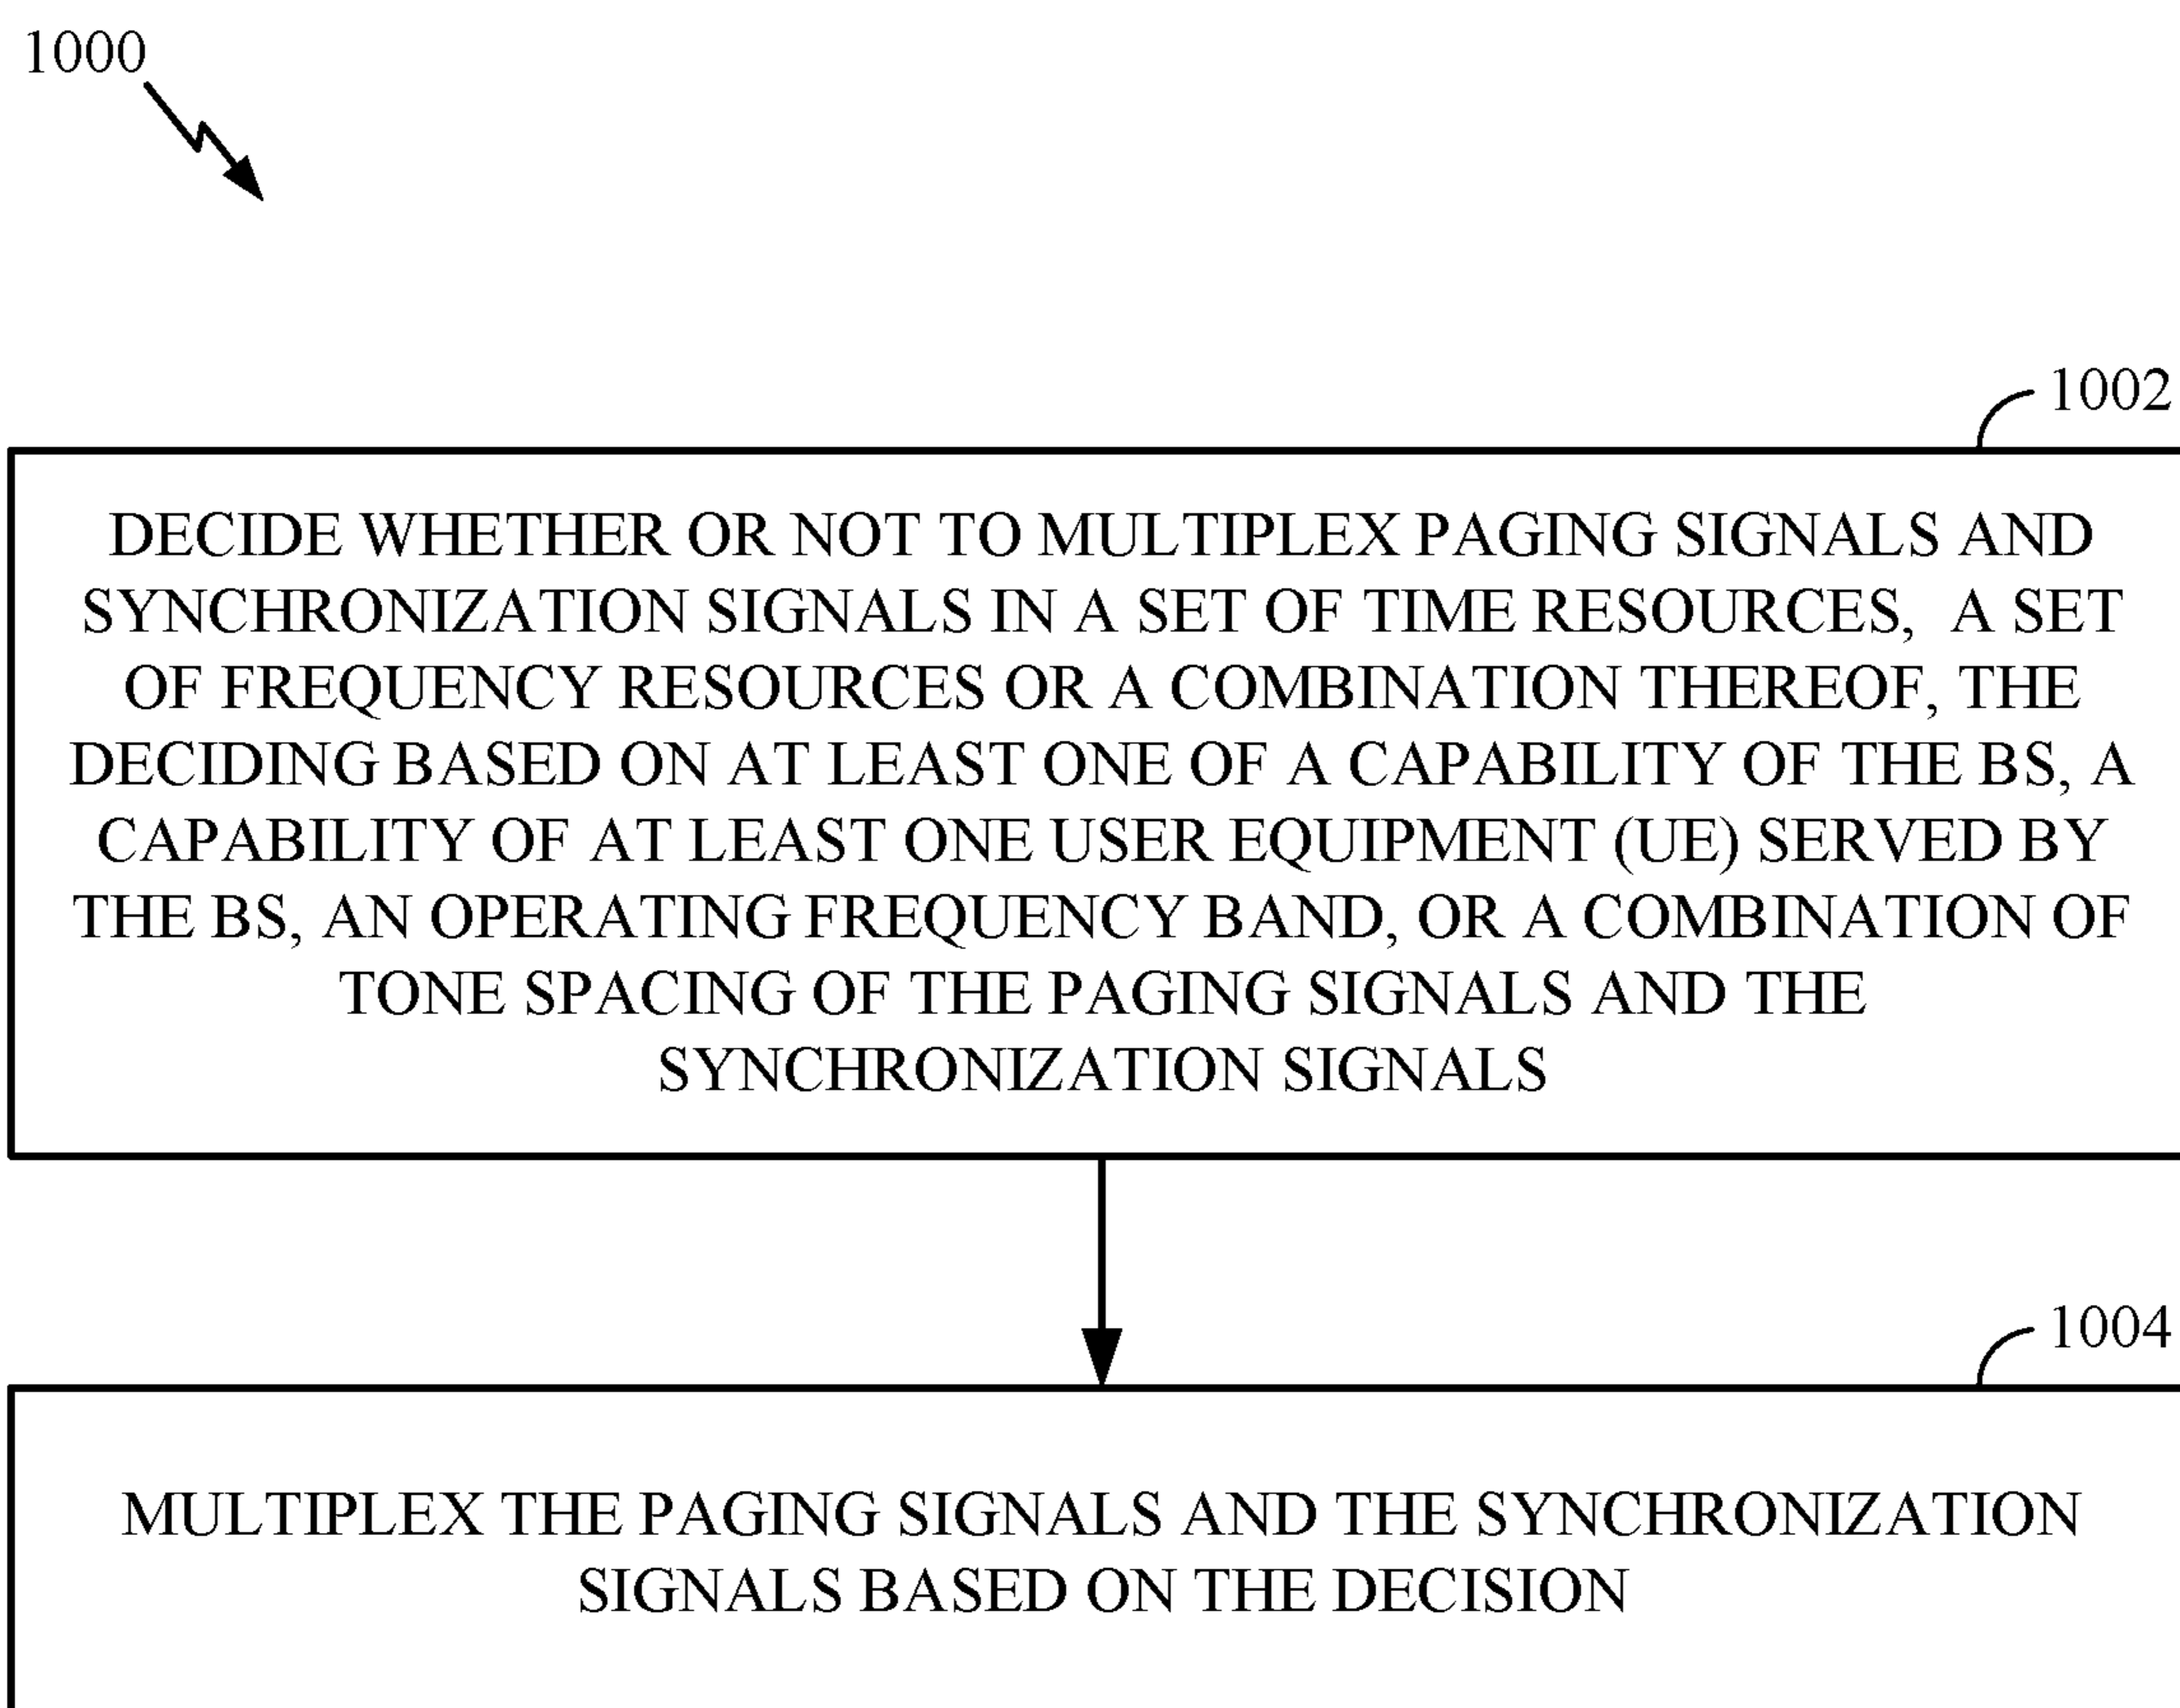 1000
1002
DECIDE WHETHER OR NOT TO MULTIPLEX PAGING SIGNALS AND
SYNCHRONIZATION SIGNALS IN A SET OF TIME RESOURCES, A SET
OF FREQUENCY RESOURCES OR A COMBINATION THEREOF, THE
DECIDING BASED ON AT LEAST ONE OF A CAPABILITY OF THE BS, A
CAPABILITY OF AT LEAST ONE USER EQUIPMENT (UE) SERVED BY
THE BS, AN OPERATING FREQUENCY BAND, OR A COMBINATION OF
TONE SPACING OF THE PAGING SIGNALS AND THE
SYNCHRONIZATION SIGNALS
1004
MULTIPLEX THE PAGING SIGNALS AND THE SYNCHRONIZATION
SIGNALS BASED ON THE DECISION